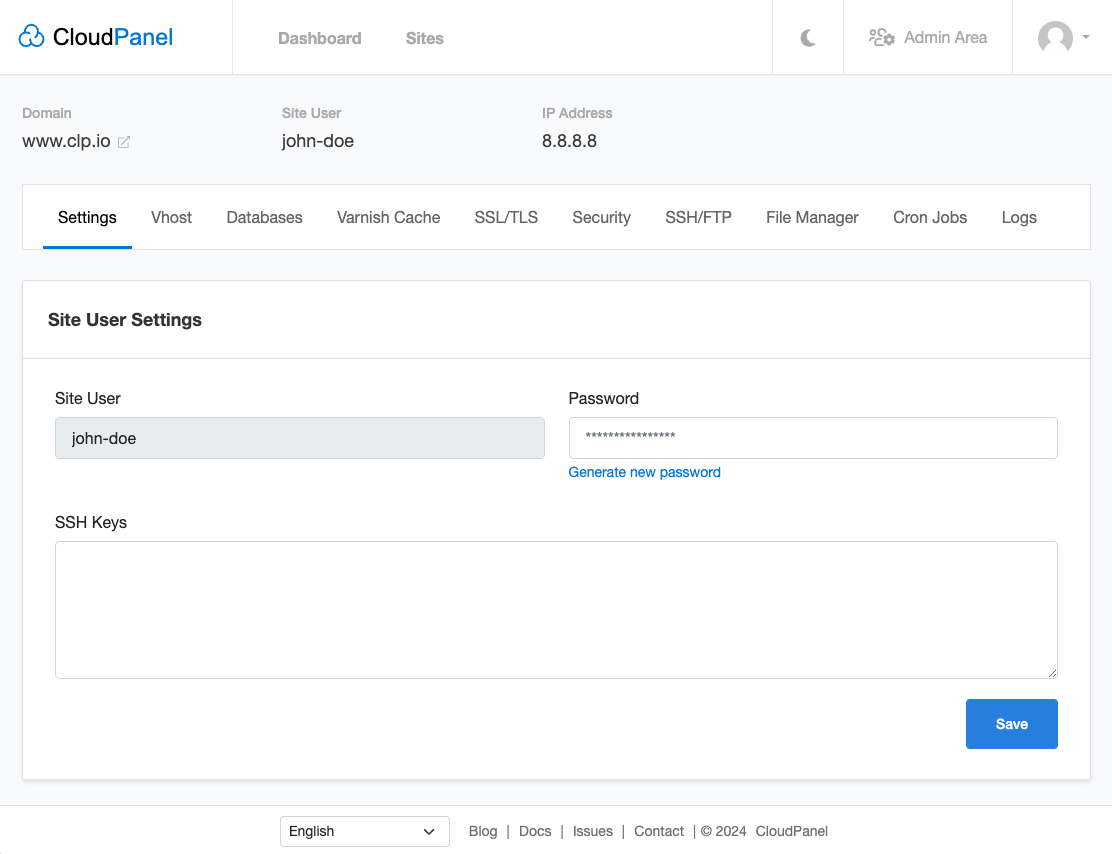 CloudPanel Dashboard Sites Admin Area
Domain Site User IP Address
www.clp.io john-doe 8.8.8.8
Settings Vhost Databases Varnish Cache SSL/TLS Security SSH/FTP File Manager Cron Jobs Logs
Site User Settings
Site User Password
john-doe ****************
Generate new password
SSH Keys
Save
English Blog | Docs | Issues | Contact | © 2024 CloudPanel